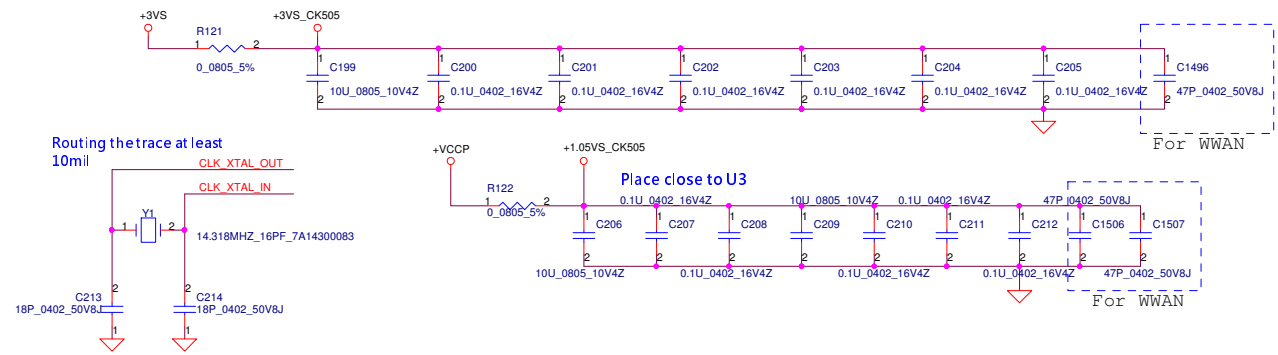 +3VS
+3VS_CK505
R121
1
2
0_0805_5%
1
C199
2
10U_0805_10V4Z
1
C200
2
0.1U_0402_16V4Z
1
C201
2
0.1U_0402_16V4Z
1
C202
2
0.1U_0402_16V4Z
1
C203
2
0.1U_0402_16V4Z
1
C204
2
0.1U_0402_16V4Z
1
C205
2
0.1U_0402_16V4Z
1
C1496
2
47P_0402_50V8J
For WWAN
Routing the trace at least
10mil
CLK_XTAL_OUT
CLK_XTAL_IN
Y1
1
2
14.318MHZ_16PF_7A14300083
2
C213
18P_0402_50V8J
1
2
C214
18P_0402_50V8J
1
+VCCP
+1.05VS_CK505
R122
1
2
0_0805_5%
Place close to U3
0.1U_0402_16V4Z
10U_0805_10V4Z
0.1U_0402_16V4Z
47P_0402_50V8J
1
C206
2
1
C207
2
1
C208
2
1
C209
2
1
C210
2
1
C211
2
1
C212
2
1
C1506
2
1
C1507
2
10U_0805_10V4Z
0.1U_0402_16V4Z
0.1U_0402_16V4Z
0.1U_0402_16V4Z
47P_0402_50V8J
For WWAN